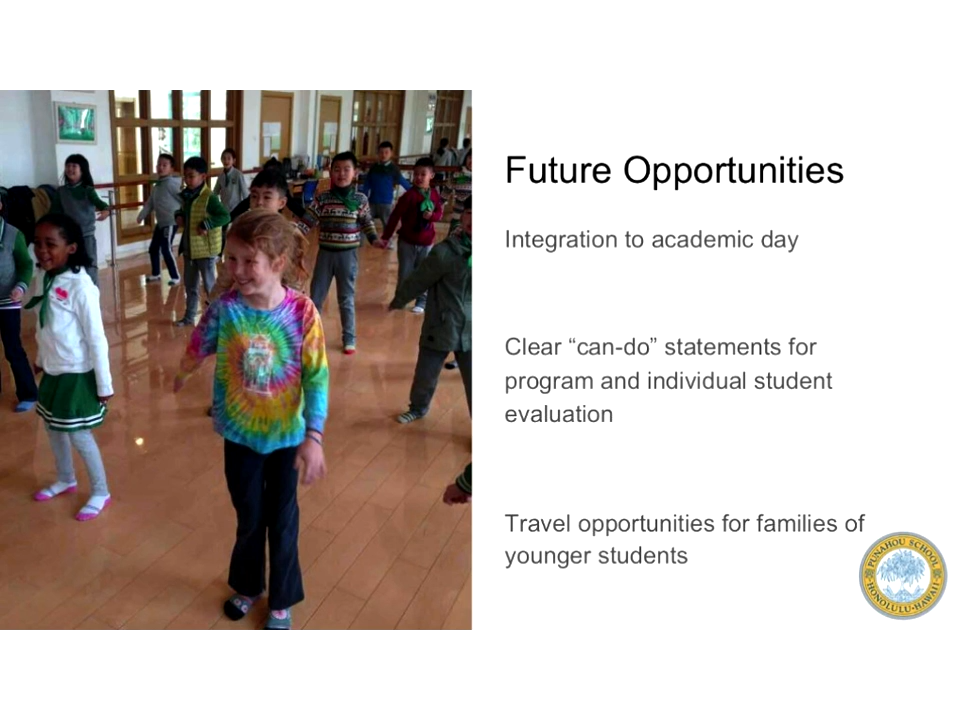 Future Opportunities
Integration to academic day
Clear “can-do” statements for
program and individual student
evaluation
Travel opportunities for families of
younger students
PUNAHOU SCHOOL
HONOLULU-HAWAII